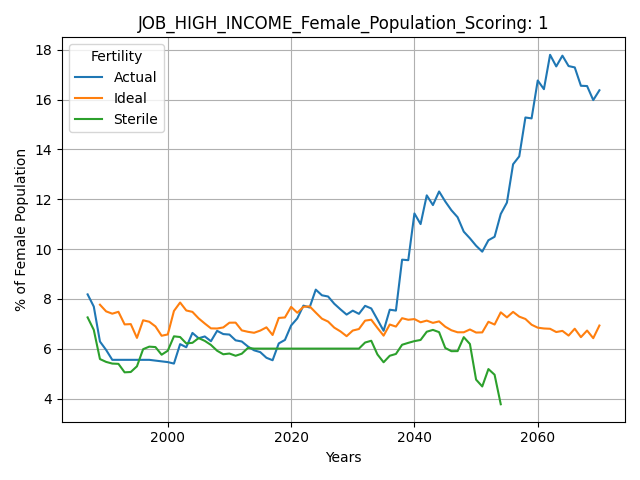 JOB_HIGH_INCOME_Female_Population_Scoring: 1
Fertility
Actual
Ideal
Sterile
% of Female Population
18
16
14
12
10
8
6
4
2000
2020
2040
2060
Years